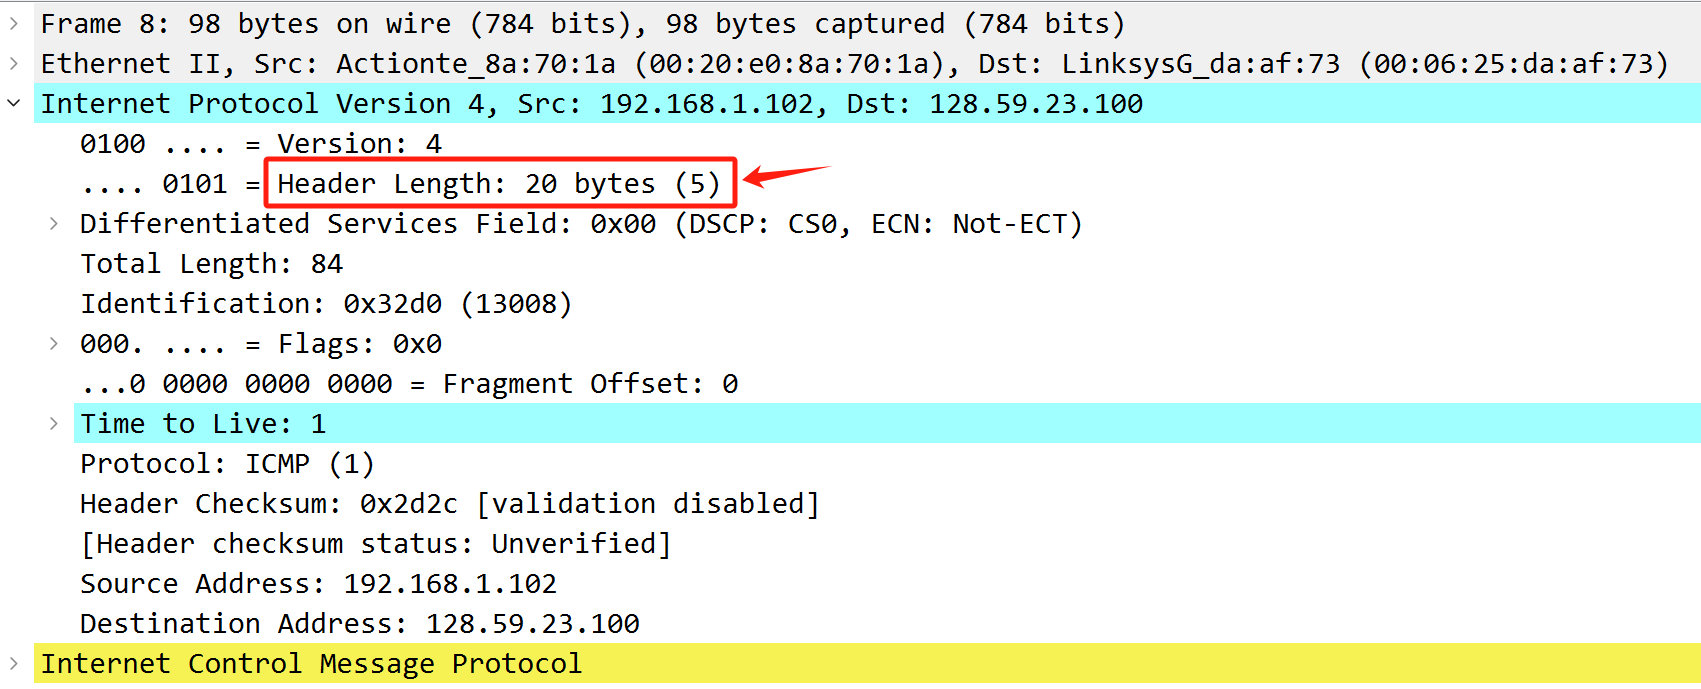 Frame 8: 98 bytes on wire (784 bits), 98 bytes captured (784 bits)
Ethernet II, Src: Actionte_8a:70:1a (00:20:e0:8a:70:1a), Dst: LinksysG_da:af:73 (00:06:25:da:af:73)
Internet Protocol Version 4, Src: 192.168.1.102, Dst: 128.59.23.100
0100 .... = Version: 4
.... 0101 = Header Length: 20 bytes (5)
Differentiated Services Field: 0x00 (DSCP: CS0, ECN: Not-ECT)
Total Length: 84
Identification: 0x32d0 (13008)
000. .... = Flags: 0x0
...0 0000 0000 0000 = Fragment Offset: 0
Time to Live: 1
Protocol: ICMP (1)
Header Checksum: 0x2d2c [validation disabled]
[Header checksum status: Unverified]
Source Address: 192.168.1.102
Destination Address: 128.59.23.100
Internet Control Message Protocol